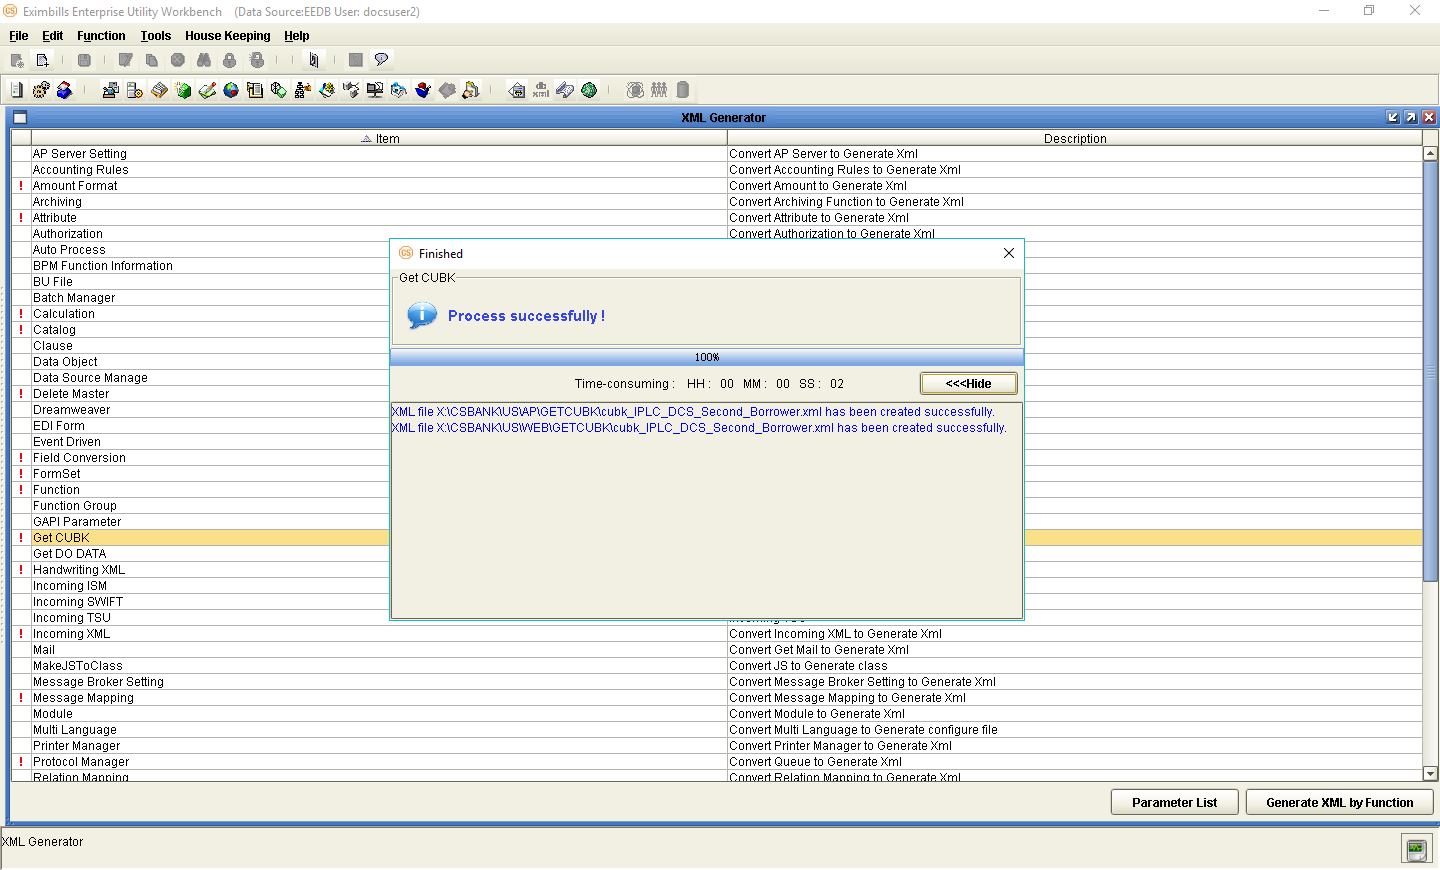 Eximbills Enterprise Utility Workbench (Data Source:EEDB User: docsuser2)
File Edit Function Tools House Keeping Help
XML Generator
Item Description
AP Server Setting Convert AP Server to Generate Xml
Accounting Rules Convert Accounting Rules to Generate Xml
! Amount Format Convert Amount to Generate Xml
Archiving Convert Archiving Function to Generate Xml
! Attribute Convert Attribute to Generate Xml
Authorization Convert Authorization to Generate Xml
Auto Process
BPM Function Information
BU File
Batch Manager
! Calculation
! Catalog
Clause
Data Object
Data Source Manage
! Delete Master
Dreamweaver
EDI Form
Event Driven
! Field Conversion
! FormSet
! Function
Function Group
GAPI Parameter
! Get CUBK
Get DO DATA
! Handwriting XML
Incoming ISM
Incoming SWIFT
Incoming TSU
! Incoming XML Convert Incoming XML to Generate Xml
Mail Convert Get Mail to Generate Xml
MakeJSToClass Convert JS to Generate class
Message Broker Setting Convert Message Broker Setting to Generate Xml
! Message Mapping Convert Message Mapping to Generate Xml
Module Convert Module to Generate Xml
Multi Language Convert Multi Language to Generate configure file
Printer Manager Convert Printer Manager to Generate Xml
! Protocol Manager Convert Queue to Generate Xml
Relation Mapping Convert Relation Mapping to Generate Xml
CS Finished
Get CUBK
Process successfully !
100%
Time-consuming : HH : 00 MM : 00 SS : 02 <<<Hide
XML file X:\CSBANK\US\AP\GETCUBK\cubk_IPLC_DCS_Second_Borrower.xml has been created successfully.
XML file X:\CSBANK\US\WEB\GETCUBK\cubk_IPLC_DCS_Second_Borrower.xml has been created successfully.
Parameter List Generate XML by Function
XML Generator